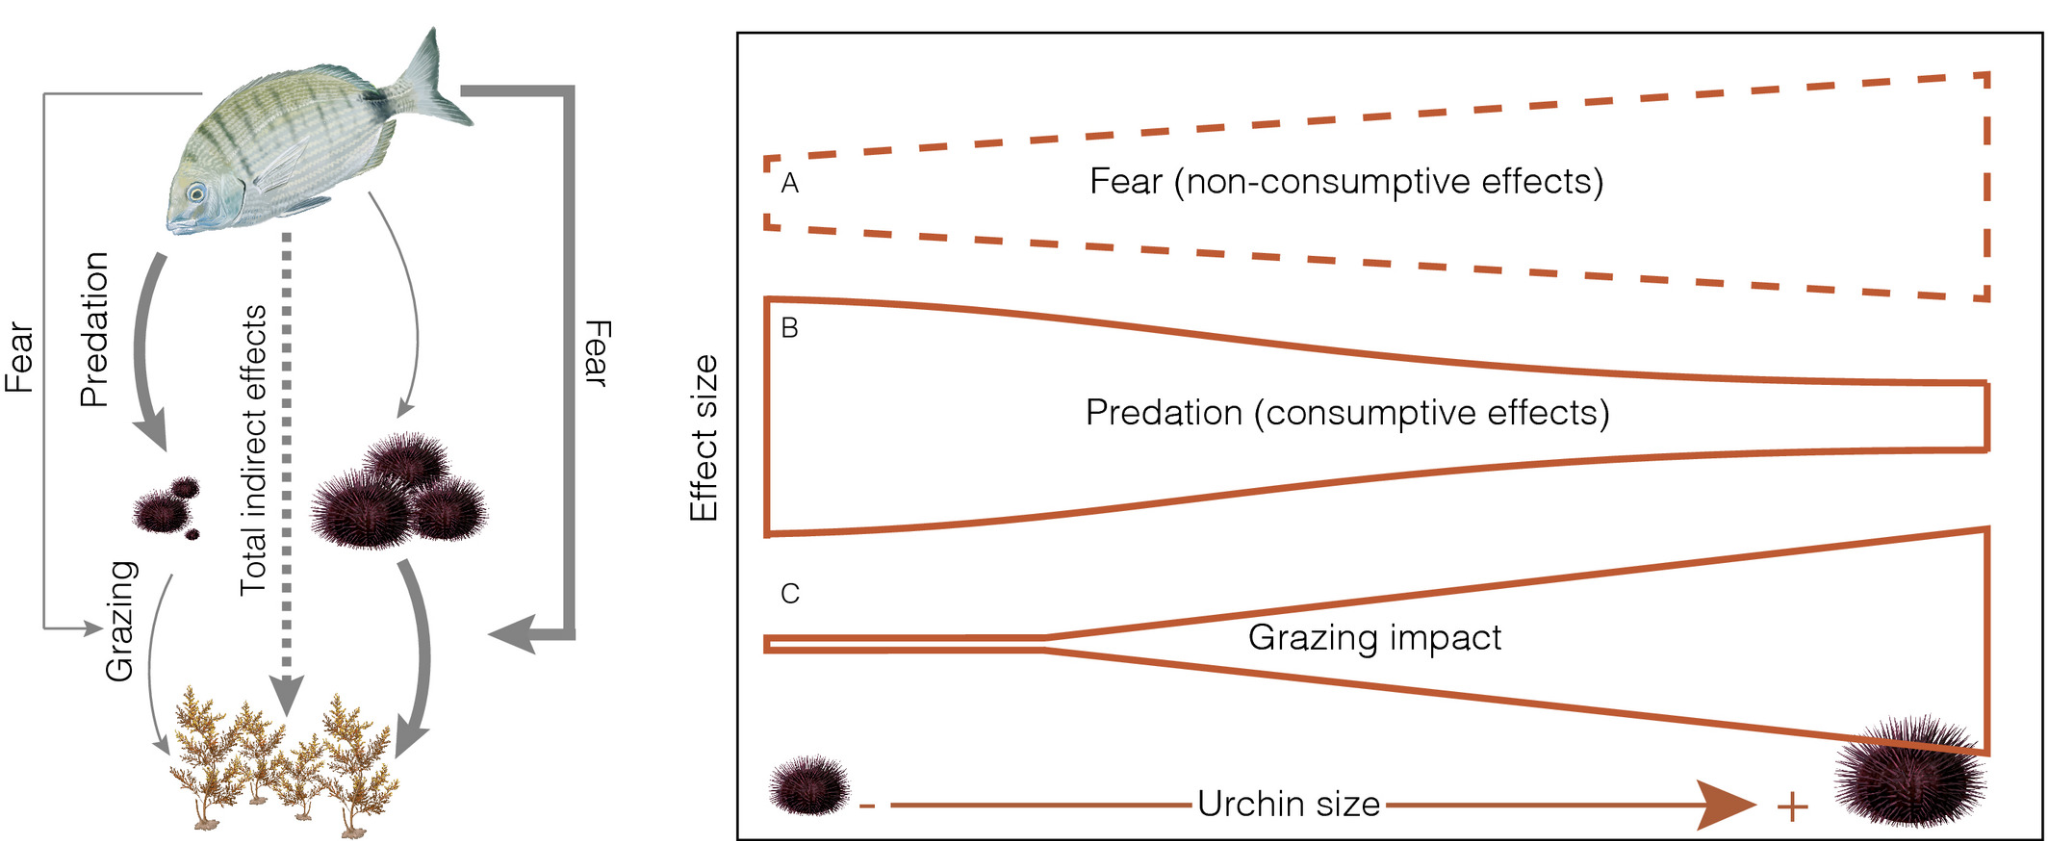 Fear
Predation
Grazing
Total indirect effects
Fear
Effect size
A
Fear (non-consumptive effects)
B
Predation (consumptive effects)
C
Grazing impact
- Urchin size +